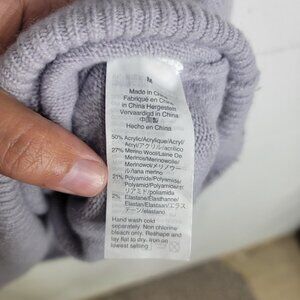 M
Made in China
Fabriqué en China
in China Hergestellt
Vervaardigd in China
中国製
Hecho en China
50% Acrylic/Acrylique/Acryl/
Acryl/アクリル/acrílico
27% Merino Wool/Laine De
Merinos/Merinowolle/
Merinowol/メリノウー
ル/lana merino
21% Polyamide/Polyamide/
Polyamid/Polyamide/ポ
リアミド/poliamida
2% Elastane/Elasthanne/
Elastan/Elastaan/エラス
テーン/elastano
Hand wash cold
separately. Non chlorine
bleach only. Reshape and
lay flat to dry. Iron on
lowest setting.